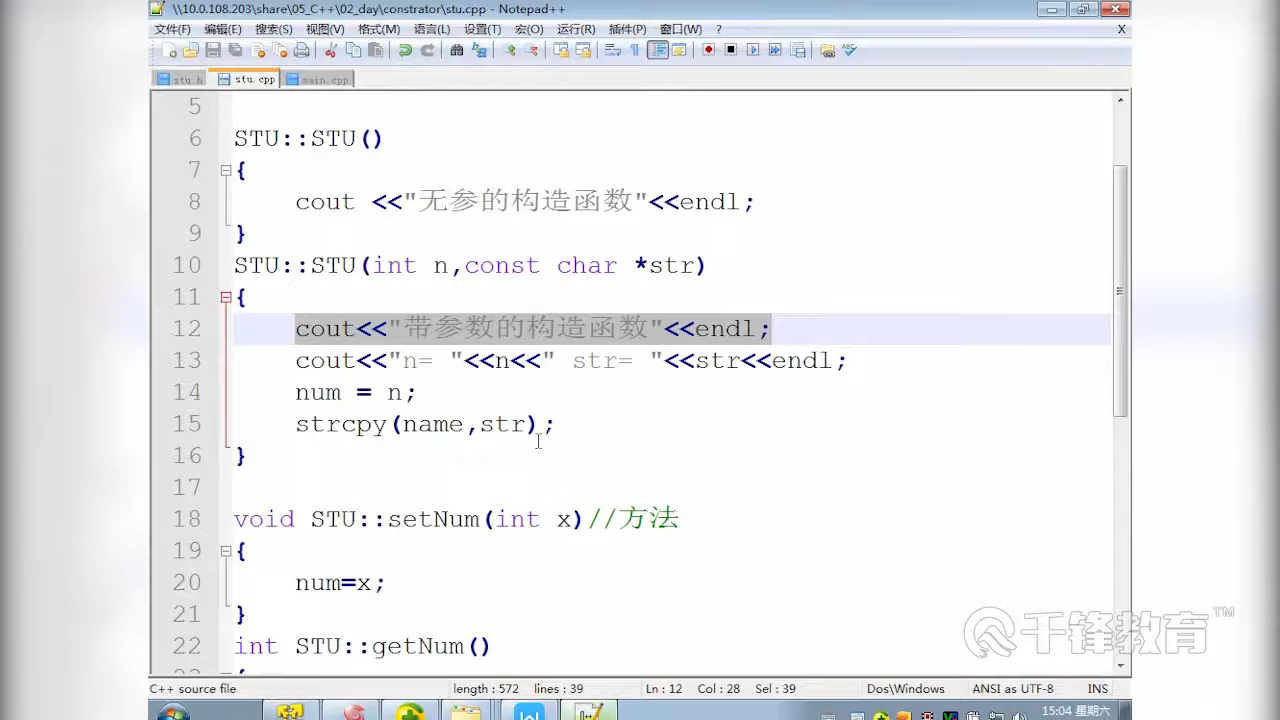 \\10.0.108.203\share\05_C++\02_day\constrator\stu.cpp - Notepad++
文件(F) 编辑(E) 搜索(S) 视图(V) 格式(M) 语言(L) 设置(T) 宏(O) 运行(R) 插件(P) 窗口(W) ? X
stu.h stu.cpp main.cpp
5
6 STU::STU()
7 {
8 cout <<"无参的构造函数"<<endl;
9 }
10 STU::STU(int n,const char *str)
11 {
12 cout<<"带参数的构造函数"<<endl;
13 cout<<"n= "<<n<<" str= "<<str<<endl;
14 num = n;
15 strcpy(name,str);
16 }
17
18 void STU::setNum(int x)//方法
19 {
20 num=x;
21 }
22 int STU::getNum()
千锋教育 TM
C++ source file length : 572 lines : 39 Ln : 12 Col : 28 Sel : 39 Dos\Windows ANSI as UTF-8 INS
15:04 星期六